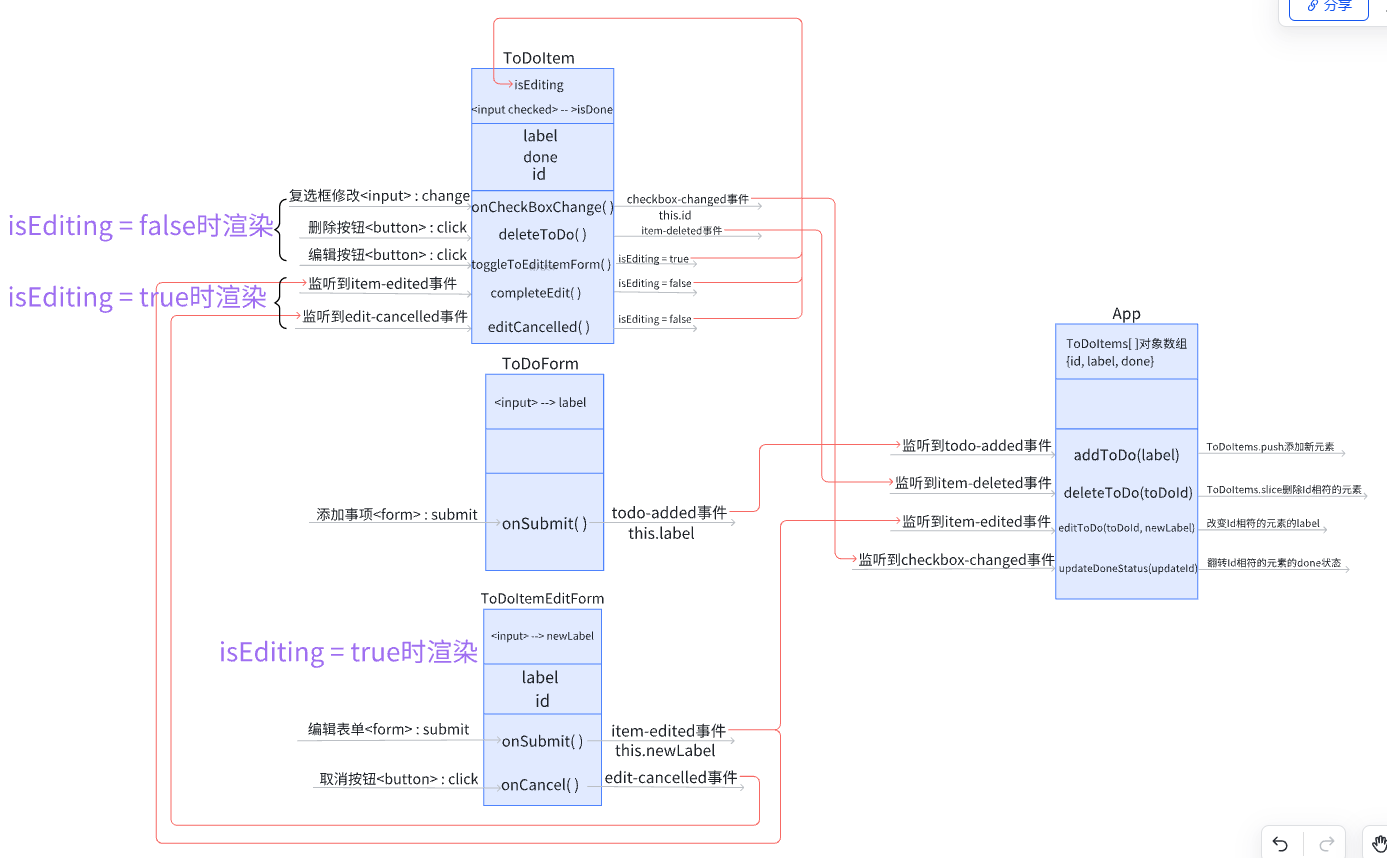 分享
ToDoItem
isEditing
<input checked> -- >isDone
label
done
id
isEditing = false时渲染
复选框修改<input> : change
onCheckBoxChange( )
checkbox-changed事件
this.id
删除按钮<button> : click
deleteToDo( )
item-deleted事件
编辑按钮<button> : click
toggleToEditItemForm( )
isEditing = true
isEditing = true时渲染
监听到item-edited事件
completeEdit( )
isEditing = false
监听到edit-cancelled事件
editCancelled( )
isEditing = false
ToDoForm
<input> --> label
添加事项<form> : submit
onSubmit( )
todo-added事件
this.label
ToDoItemEditForm
isEditing = true时渲染
<input> --> newLabel
label
id
编辑表单<form> : submit
onSubmit( )
item-edited事件
this.newLabel
取消按钮<button> : click
onCancel( )
edit-cancelled事件
App
ToDoItems[ ]对象数组
{id, label, done}
监听到todo-added事件
addToDo(label)
ToDoItems.push添加新元素
监听到item-deleted事件
deleteToDo(toDoId)
ToDoItems.slice删除Id相符的元素
监听到item-edited事件
editToDo(toDoId, newLabel)
改变Id相符的元素的label
监听到checkbox-changed事件
updateDoneStatus(updateId)
翻转Id相符的元素的done状态